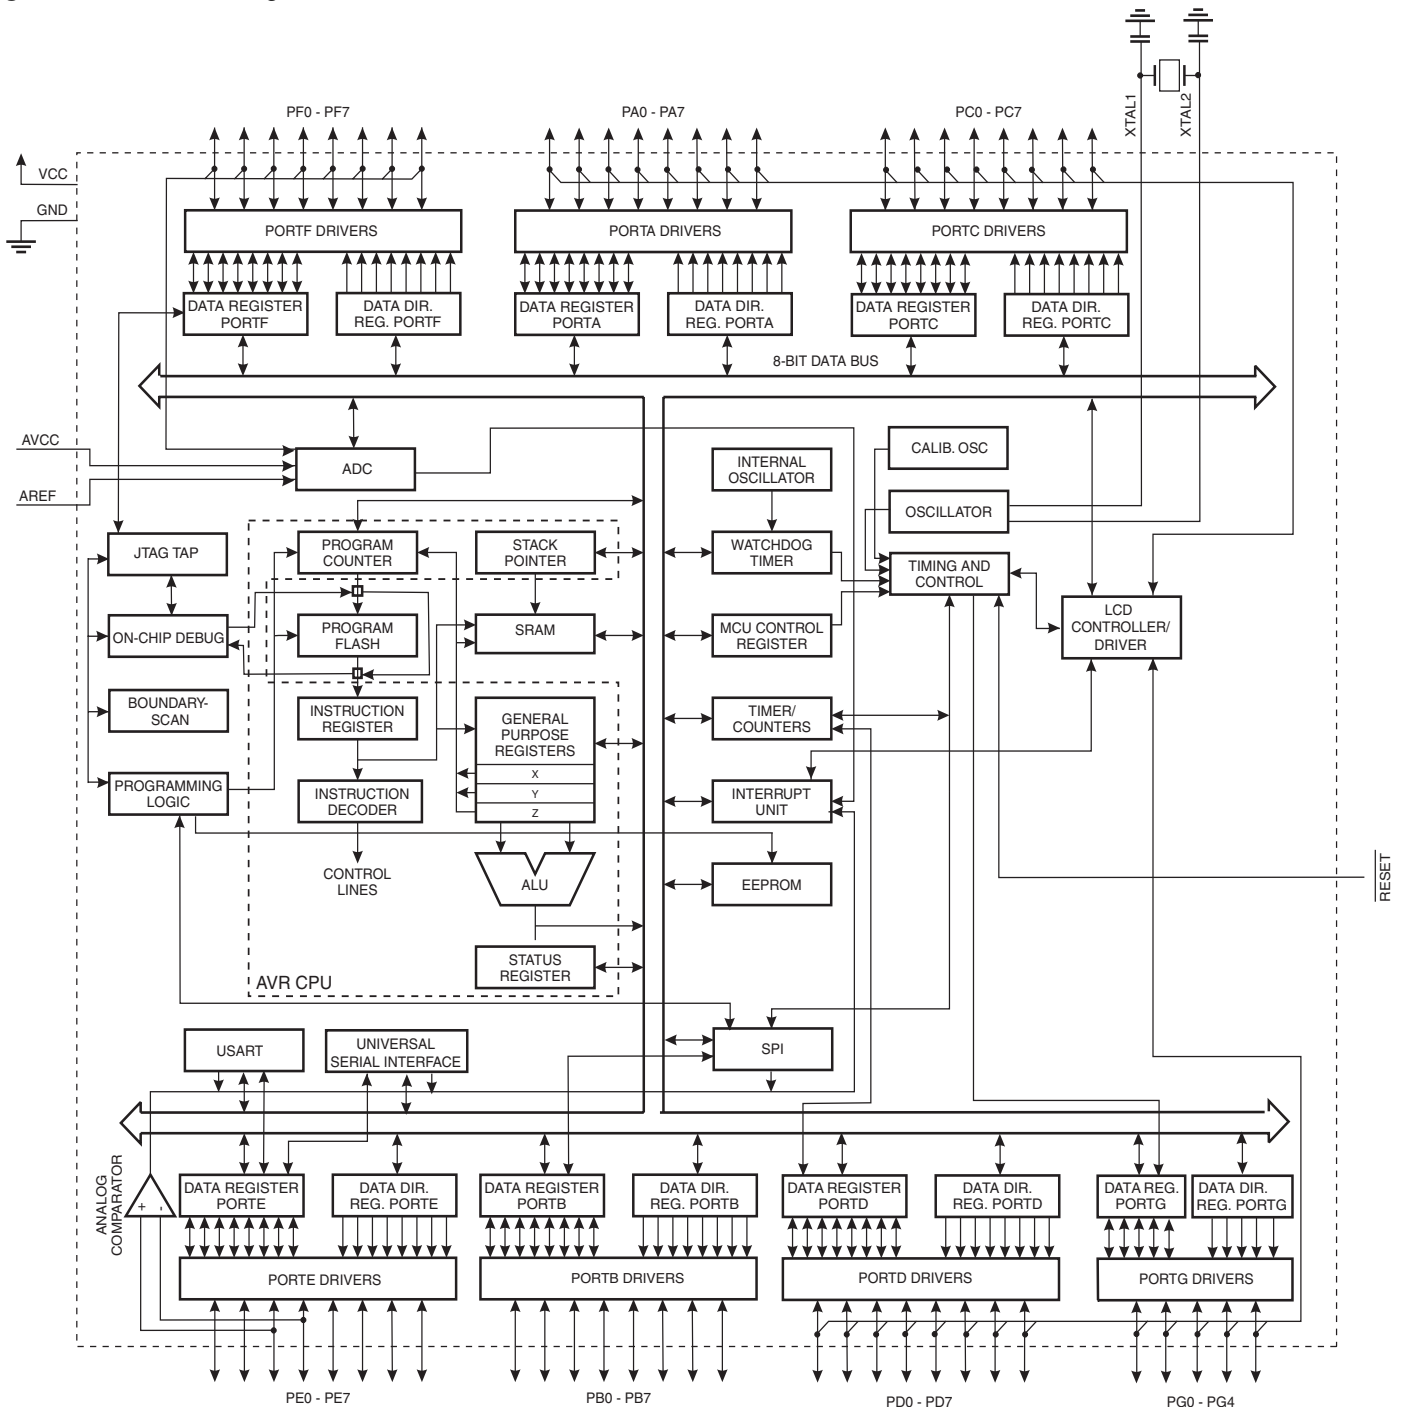 XTAL1
XTAL2
PF0 - PF7
PA0 - PA7
PC0 - PC7
VCC
GND
PORTF DRIVERS
PORTA DRIVERS
PORTC DRIVERS
DATA REGISTER
PORTF
DATA DIR.
REG. PORTF
DATA REGISTER
PORTA
DATA DIR.
REG. PORTA
DATA REGISTER
PORTC
DATA DIR.
REG. PORTC
8-BIT DATA BUS
AVCC
AREF
ADC
INTERNAL
OSCILLATOR
CALIB. OSC
OSCILLATOR
JTAG TAP
PROGRAM
COUNTER
STACK
POINTER
WATCHDOG
TIMER
TIMING AND
CONTROL
ON-CHIP DEBUG
PROGRAM
FLASH
SRAM
MCU CONTROL
REGISTER
LCD
CONTROLLER/
DRIVER
BOUNDARY-
SCAN
INSTRUCTION
REGISTER
GENERAL
PURPOSE
REGISTERS
X
Y
Z
TIMER/
COUNTERS
PROGRAMMING
LOGIC
INSTRUCTION
DECODER
INTERRUPT
UNIT
CONTROL
LINES
ALU
EEPROM
RESET
STATUS
REGISTER
AVR CPU
USART
UNIVERSAL
SERIAL INTERFACE
SPI
ANALOG
COMPARATOR
+
-
DATA REGISTER
PORTE
DATA DIR.
REG. PORTE
DATA REGISTER
PORTB
DATA DIR.
REG. PORTB
DATA REGISTER
PORTD
DATA DIR.
REG. PORTD
DATA REG.
PORTG
DATA DIR.
REG. PORTG
PORTE DRIVERS
PORTB DRIVERS
PORTD DRIVERS
PORTG DRIVERS
PE0 - PE7
PB0 - PB7
PD0 - PD7
PG0 - PG4